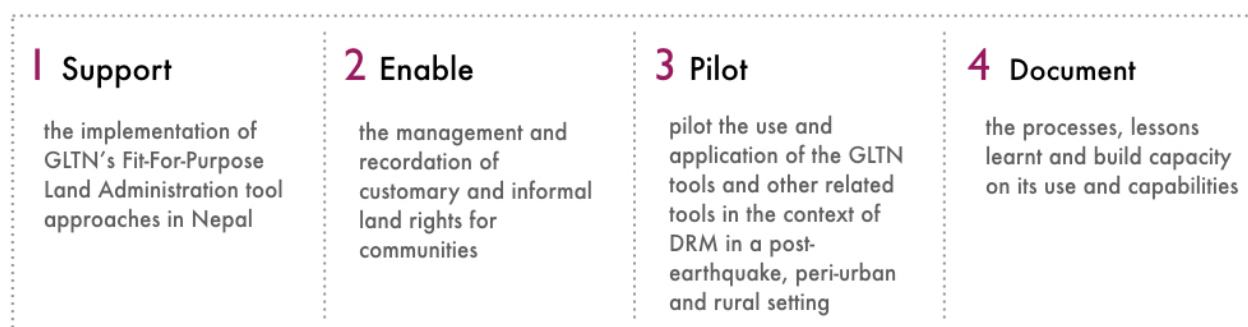 1 Support
the implementation of
GLTN’s Fit-For-Purpose
Land Administration tool
approaches in Nepal
2 Enable
the management and
recordation of
customary and informal
land rights for
communities
3 Pilot
pilot the use and
application of the GLTN
tools and other related
tools in the context of
DRM in a post-
earthquake, peri-urban
and rural setting
4 Document
the processes, lessons
learnt and build capacity
on its use and capabilities